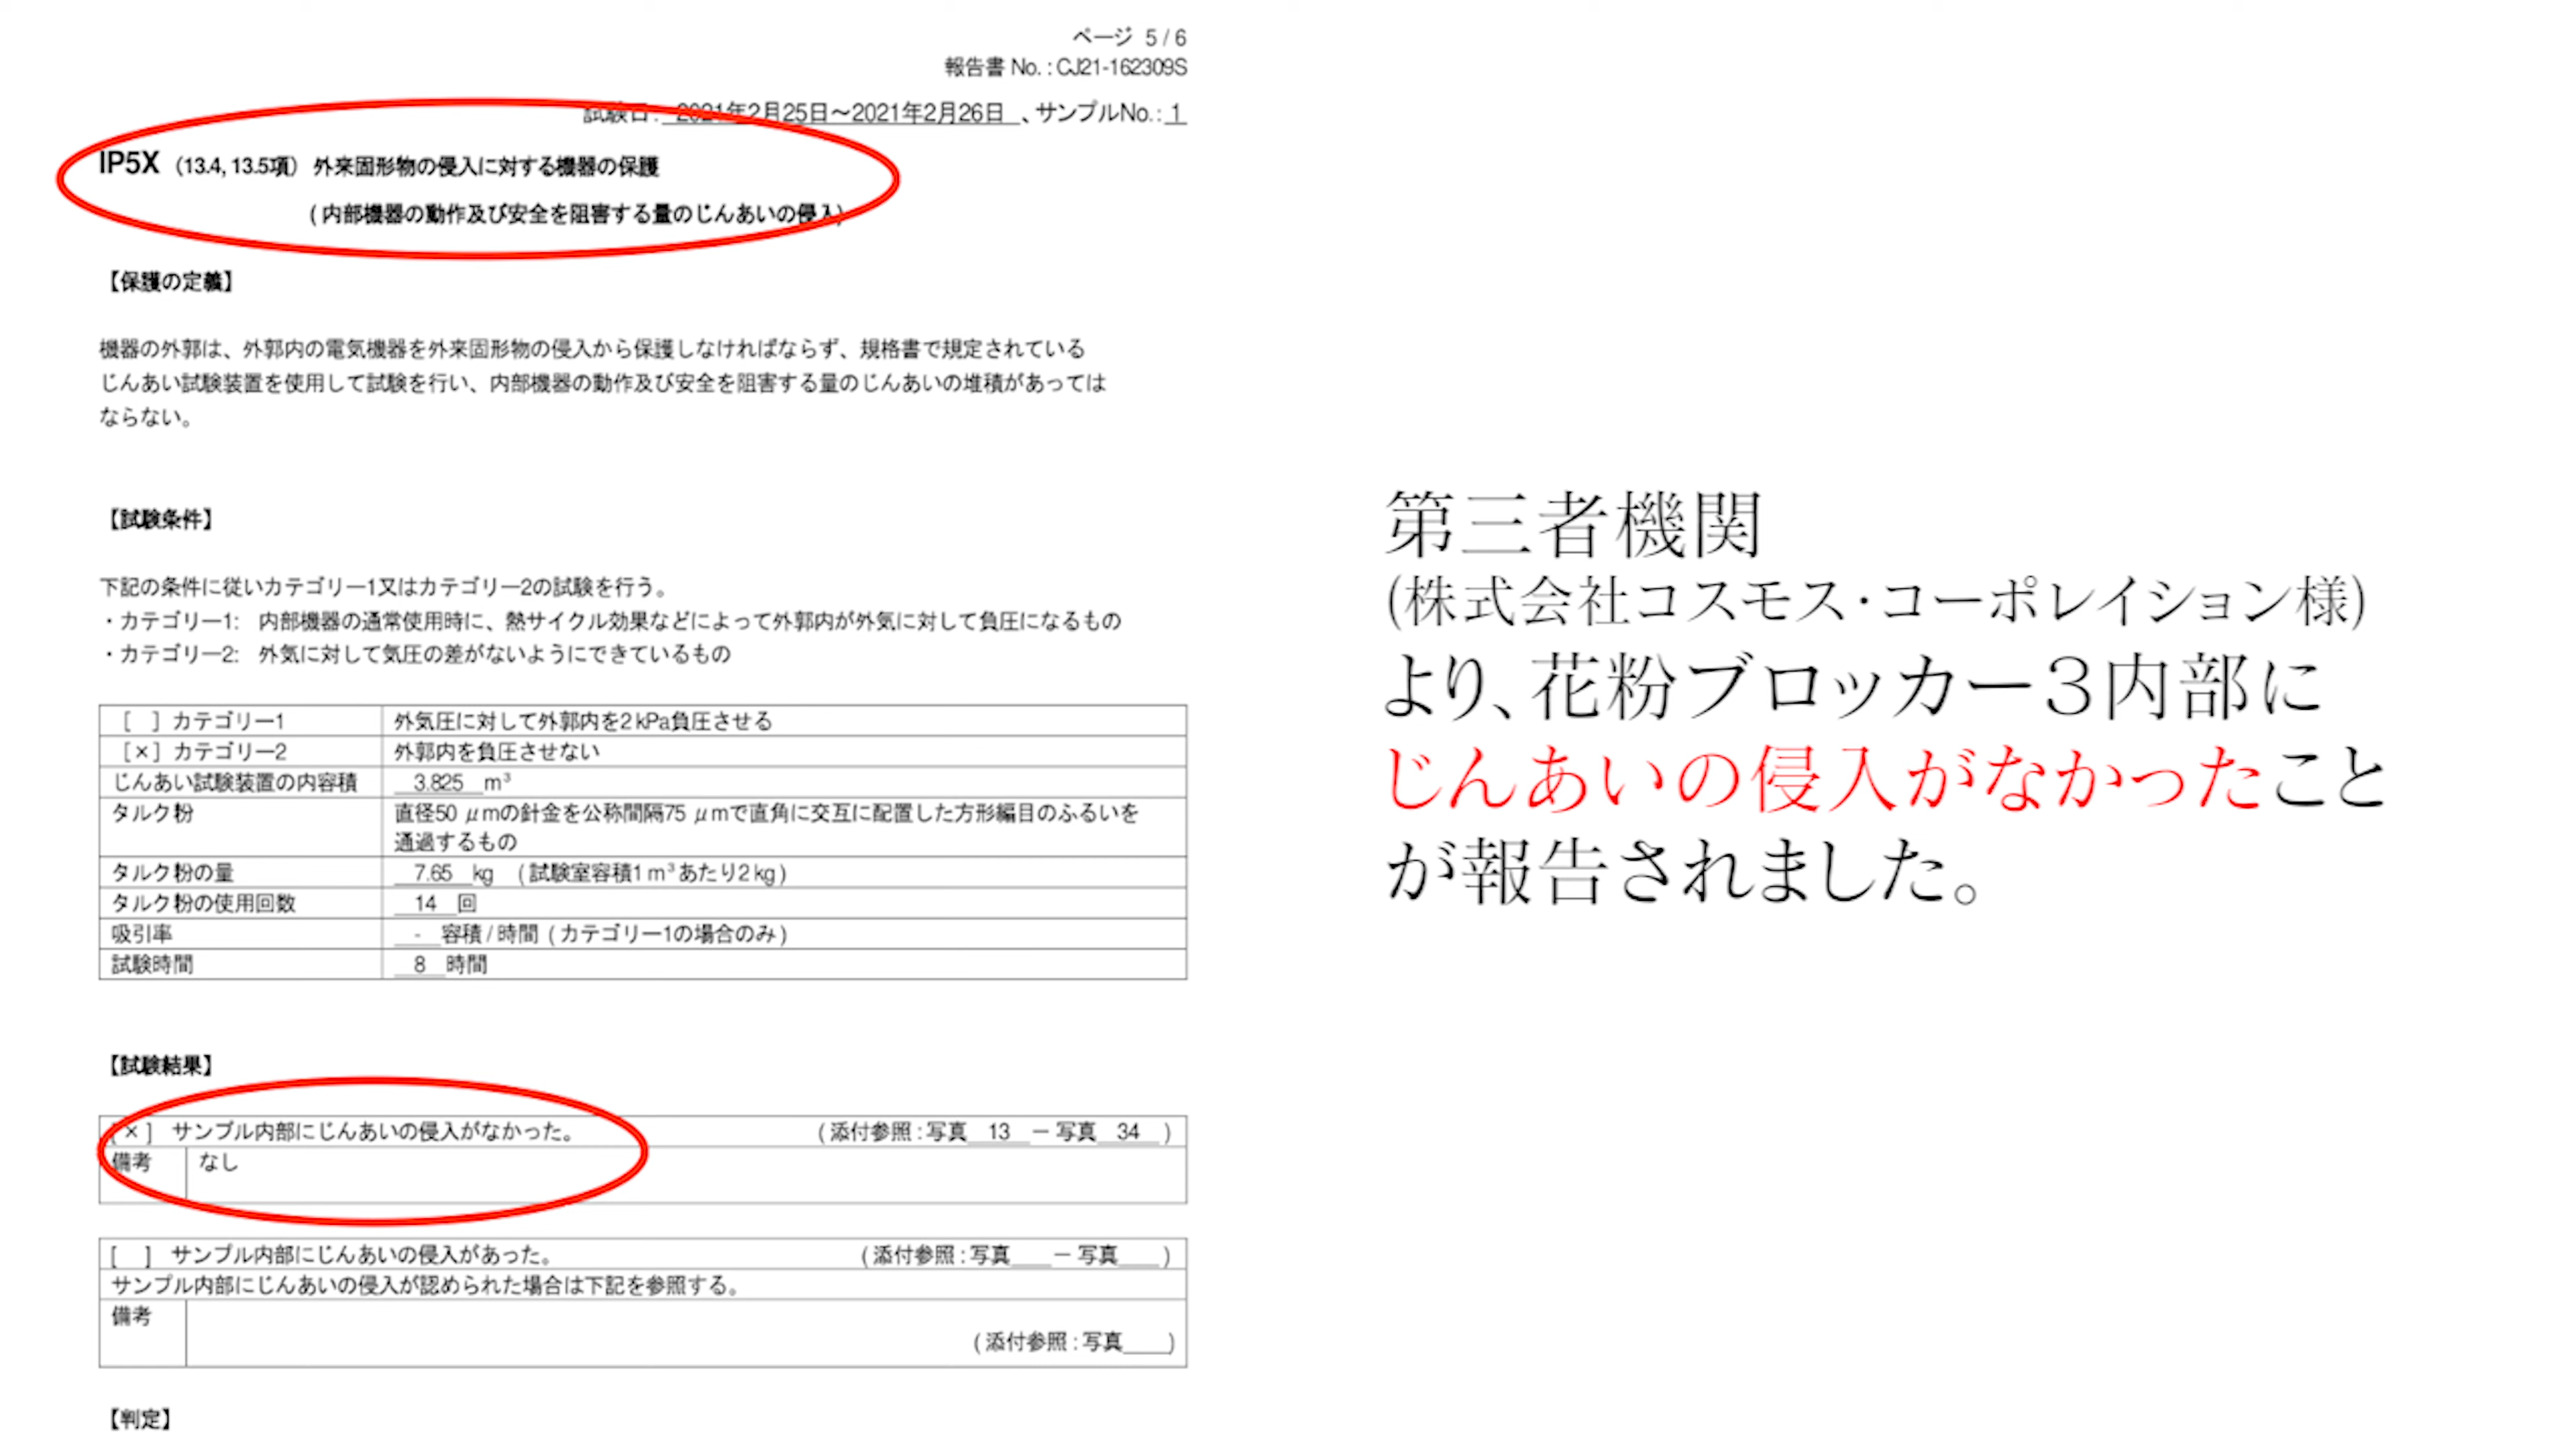 ページ 5 / 6
報告書 No. : CJ21-162309S
試験日 : 2021年2月25日～2021年2月26日 、サンプルNo. : 1
IP5X （13.4, 13.5項） 外来固形物の侵入に対する機器の保護
( 内部機器の動作及び安全を阻害する量のじんあいの侵入)
【保護の定義】
機器の外郭は、外郭内の電気機器を外来固形物の侵入から保護しなければならず、規格書で規定されている
じんあい試験装置を使用して試験を行い、内部機器の動作及び安全を阻害する量のじんあいの堆積があっては
ならない。
【試験条件】
下記の条件に従いカテゴリー1又はカテゴリー2の試験を行う。
・カテゴリー1: 内部機器の通常使用時に、熱サイクル効果などによって外郭内が外気に対して負圧になるもの
・カテゴリー2: 外気に対して気圧の差がないようにできているもの
[ ] カテゴリー1 外気圧に対して外郭内を2 kPa負圧させる
[×] カテゴリー2 外郭内を負圧させない
じんあい試験装置の内容積 3.825 m³
タルク粉 直径50 μmの針金を公称間隔75 μmで直角に交互に配置した方形編目のふるいを
通過するもの
タルク粉の量 7.65 kg ( 試験室容積1 m³あたり2 kg )
タルク粉の使用回数 14 回
吸引率 - 容積 / 時間 ( カテゴリー1の場合のみ )
試験時間 8 時間
【試験結果】
[ × ] サンプル内部にじんあいの侵入がなかった。 ( 添付参照 : 写真 13 － 写真 34 )
備考 なし
[ ] サンプル内部にじんあいの侵入があった。 ( 添付参照 : 写真 － 写真 )
サンプル内部にじんあいの侵入が認められた場合は下記を参照する。
備考
( 添付参照 : 写真 )
【判定】
第三者機関
(株式会社コスモス・コーポレイション様)
より、花粉ブロッカー３内部に
じんあいの侵入がなかったこと
が報告されました。